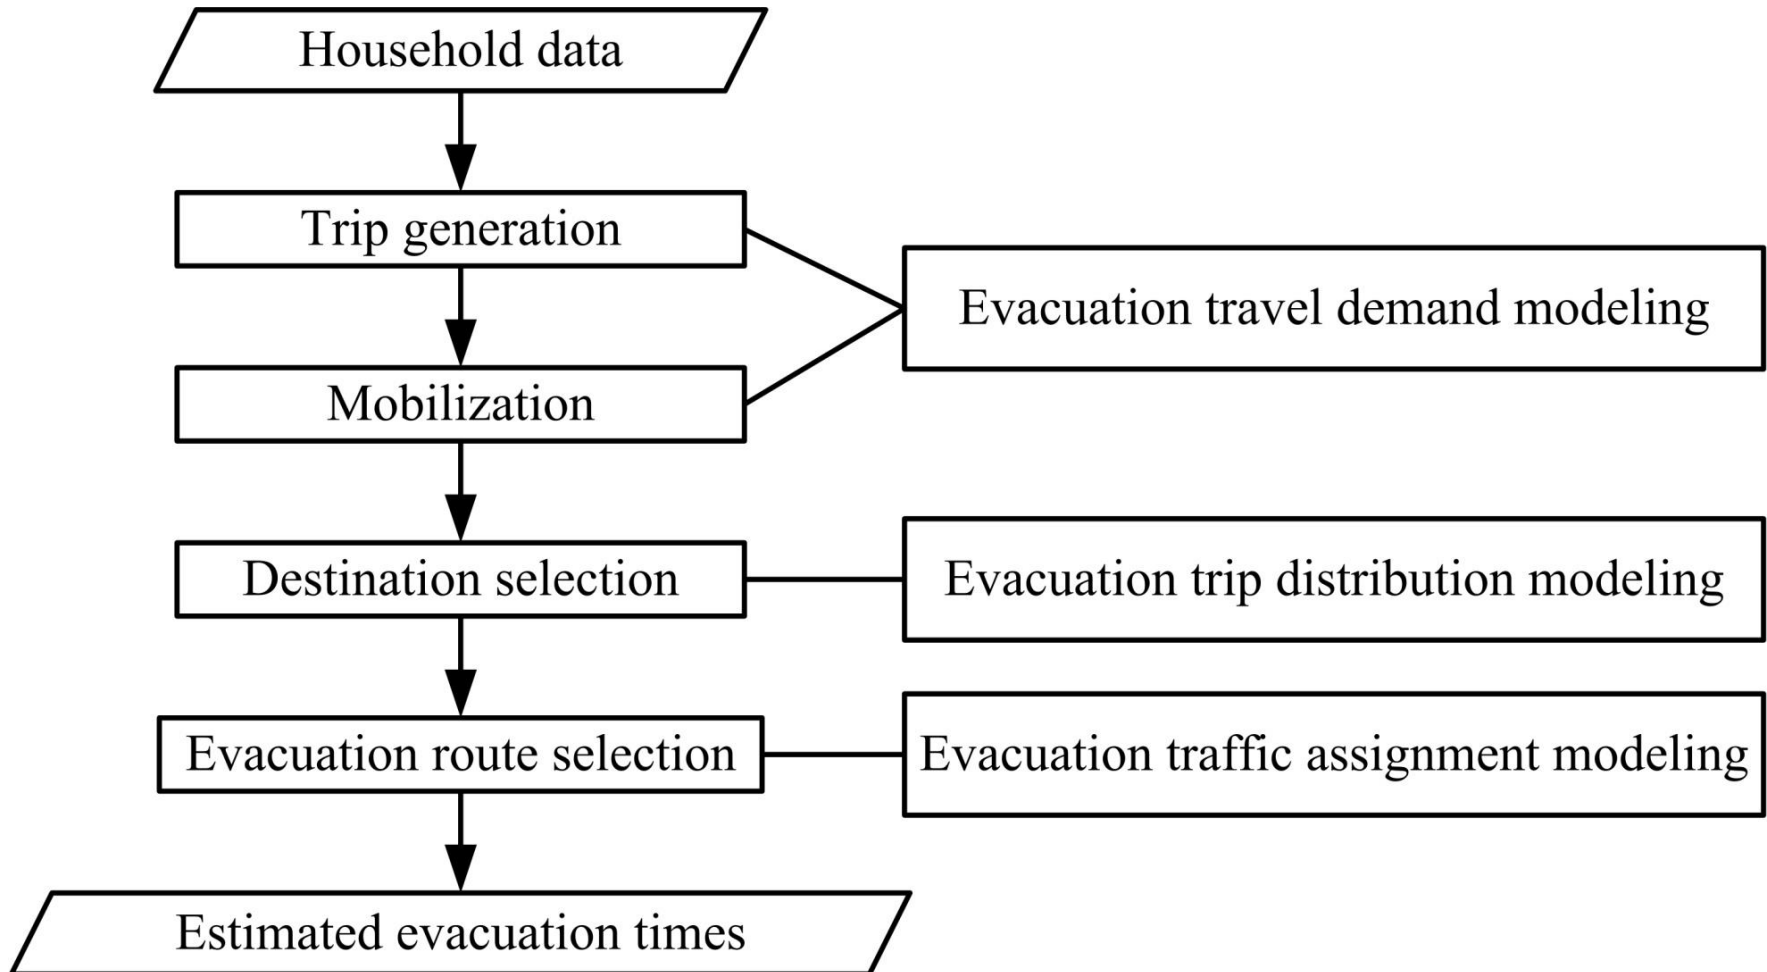 Household data
Trip generation
Evacuation travel demand modeling
Mobilization
Destination selection
Evacuation trip distribution modeling
Evacuation route selection
Evacuation traffic assignment modeling
Estimated evacuation times